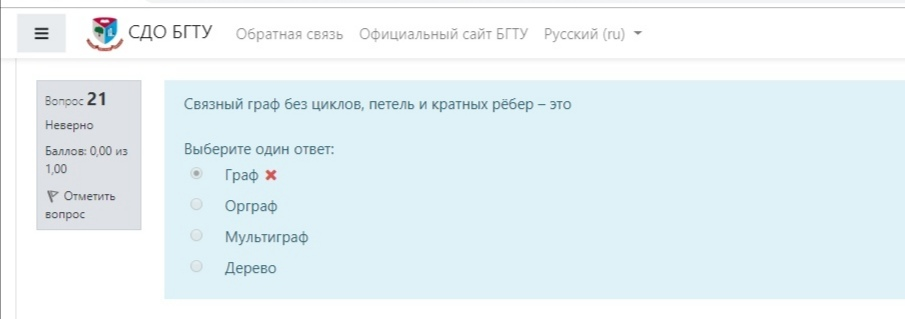 СДО БГТУ Обратная связь Официальный сайт БГТУ Русский (ru)
Вопрос 21
Неверно
Баллов: 0,00 из
1,00
Отметить
вопрос
Связный граф без циклов, петель и кратных рёбер – это
Выберите один ответ:
Граф
Орграф
Мультиграф
Дерево